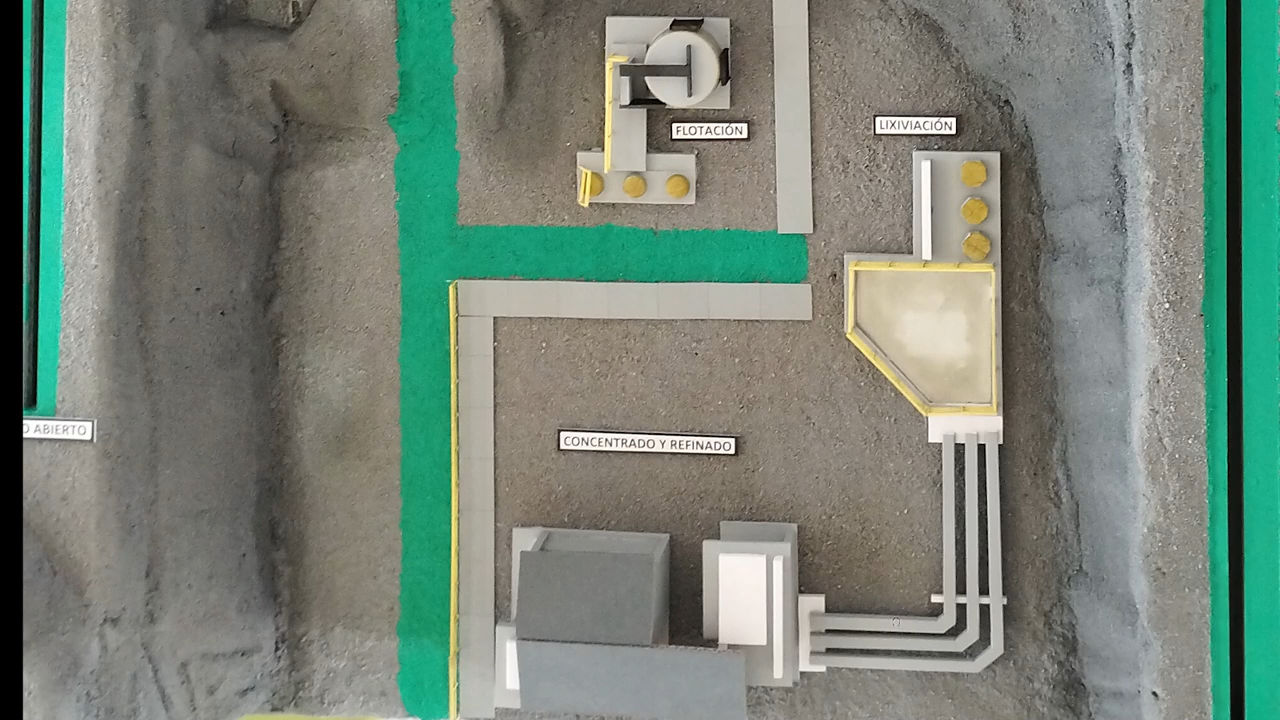 FLOTACIÓN
LIXIVIACIÓN
O ABIERTO
CONCENTRADO Y REFINADO